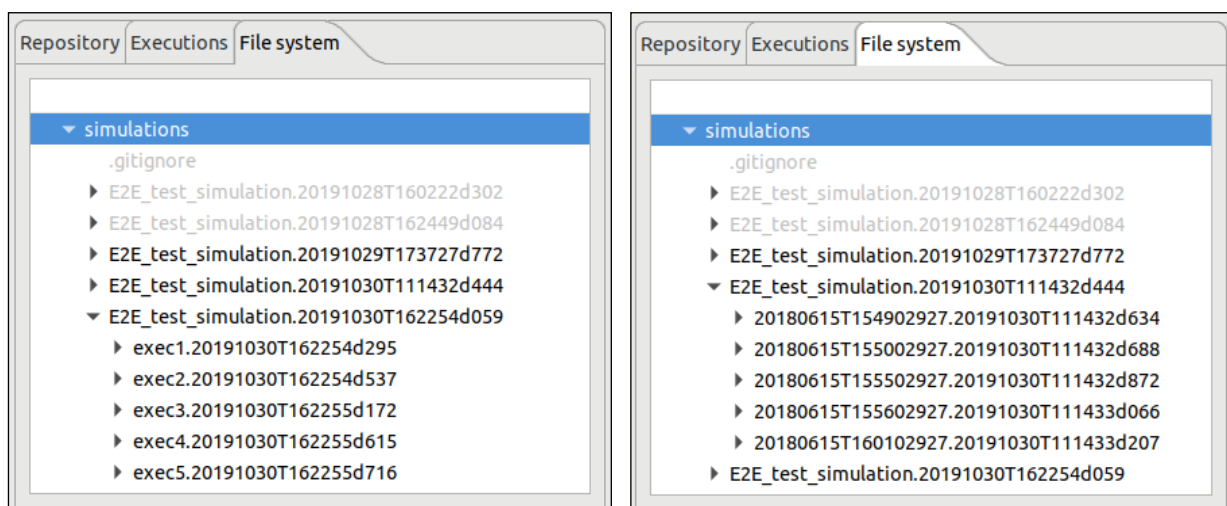 Repository Executions File system
simulations
.gitignore
E2E_test_simulation.20191028T160222d302
E2E_test_simulation.20191028T162449d084
E2E_test_simulation.20191029T173727d772
E2E_test_simulation.20191030T111432d444
E2E_test_simulation.20191030T162254d059
exec1.20191030T162254d295
exec2.20191030T162254d537
exec3.20191030T162255d172
exec4.20191030T162255d615
exec5.20191030T162255d716
Repository Executions File system
simulations
.gitignore
E2E_test_simulation.20191028T160222d302
E2E_test_simulation.20191028T162449d084
E2E_test_simulation.20191029T173727d772
E2E_test_simulation.20191030T111432d444
20180615T154902927.20191030T111432d634
20180615T155002927.20191030T111432d688
20180615T155502927.20191030T111432d872
20180615T155602927.20191030T111433d066
20180615T160102927.20191030T111433d207
E2E_test_simulation.20191030T162254d059